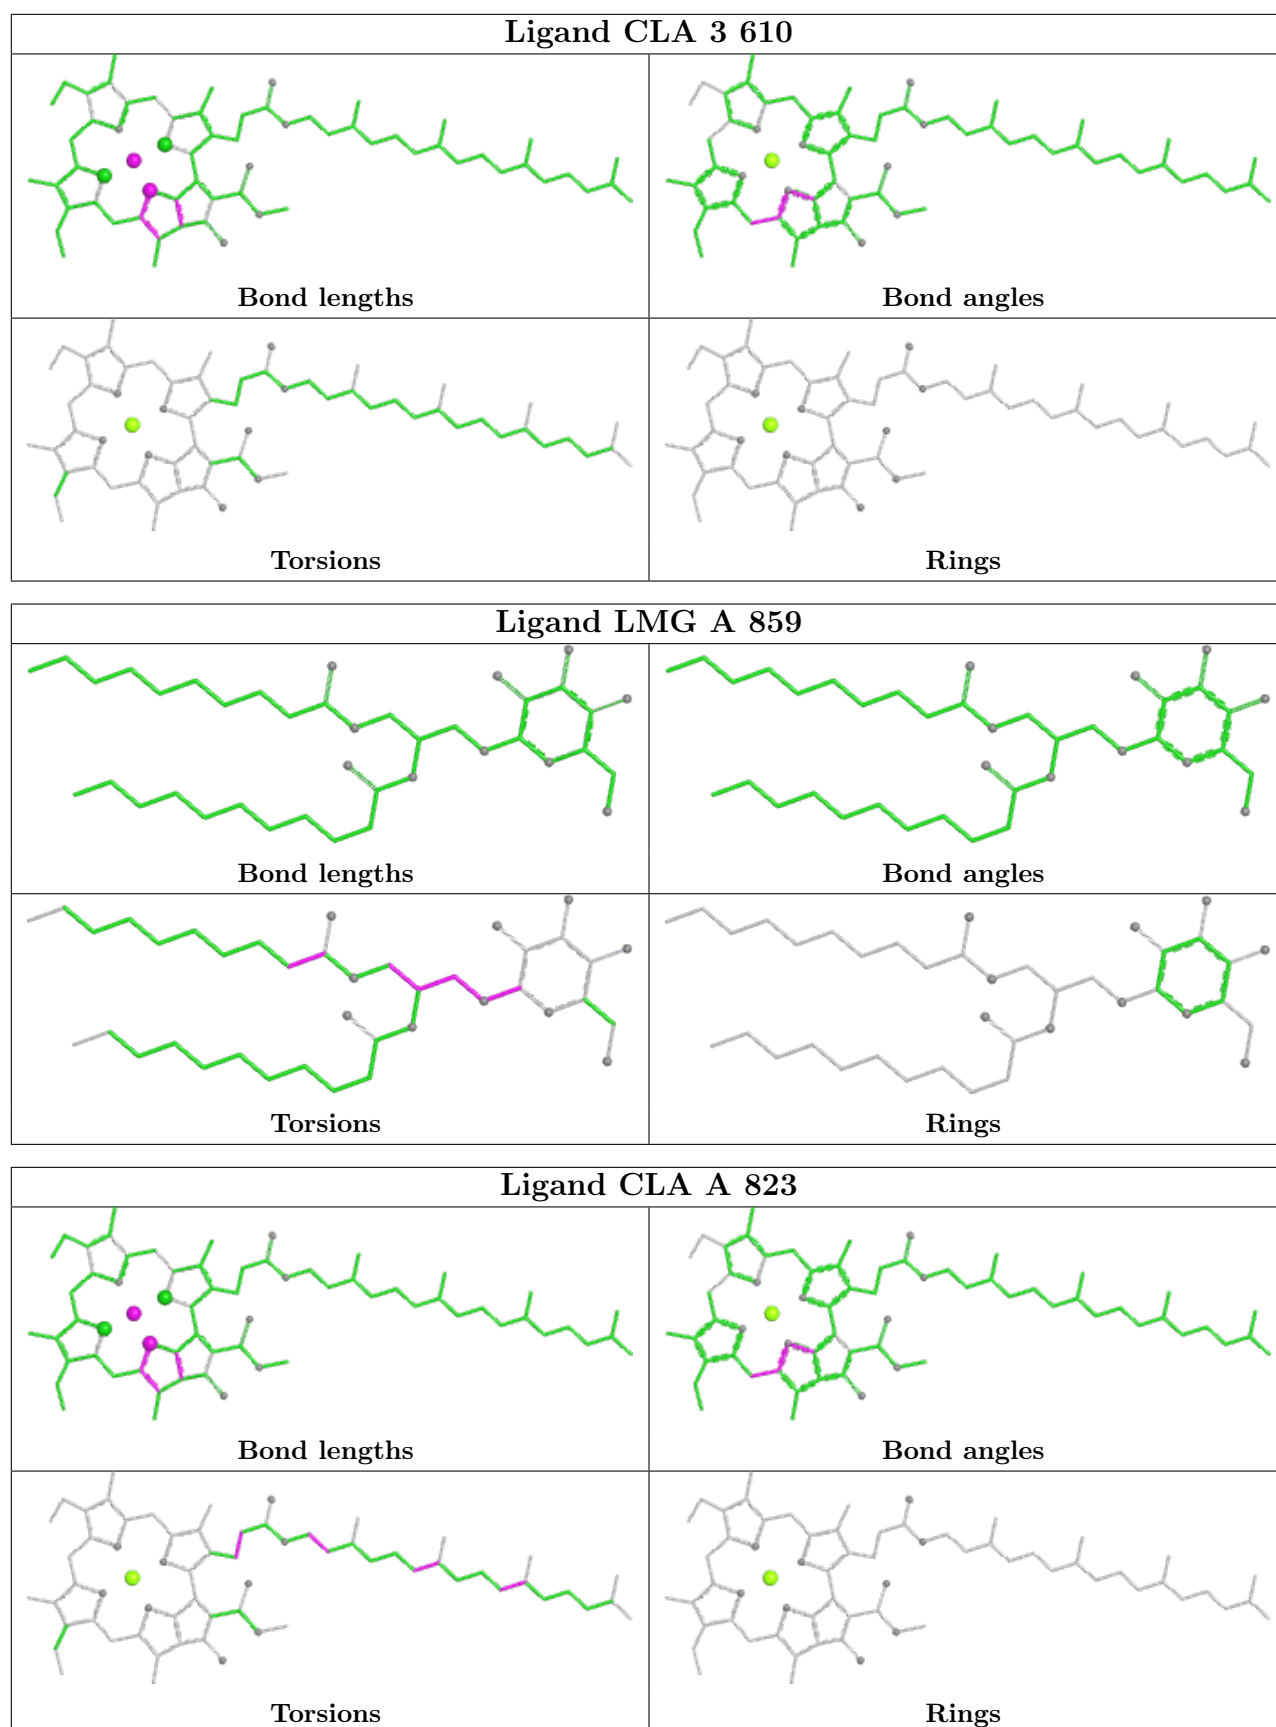 Ligand CLA 3 610
Bond lengths
Bond angles
Torsions
Rings
Ligand LMG A 859
Bond lengths
Bond angles
Torsions
Rings
Ligand CLA A 823
Bond lengths
Bond angles
Torsions
Rings